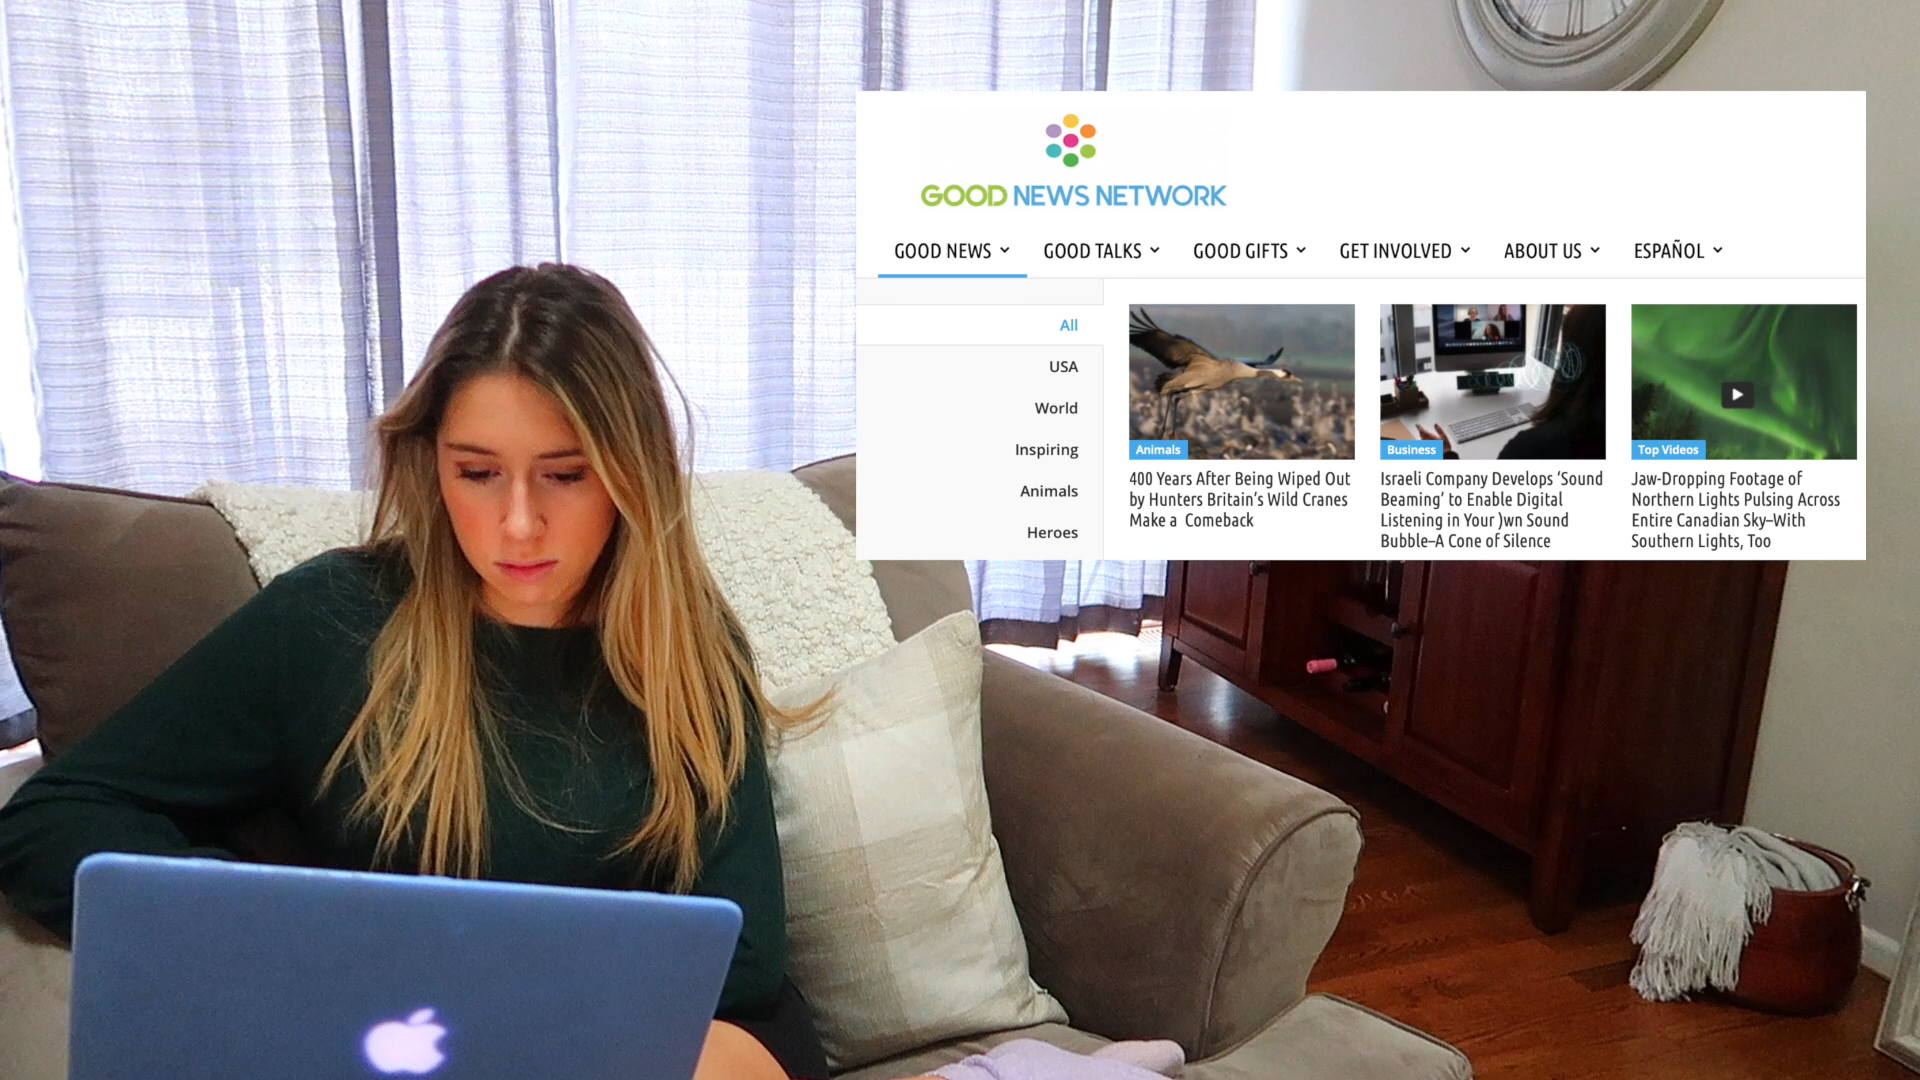 GOOD NEWS NETWORK
GOOD NEWS GOOD TALKS GOOD GIFTS GET INVOLVED ABOUT US ESPAÑOL
All
USA
World
Inspiring
Animals
Heroes
Animals
400 Years After Being Wiped Out
by Hunters Britain’s Wild Cranes
Make a Comeback
Business
Israeli Company Develops ‘Sound
Beaming’ to Enable Digital
Listening in Your )wn Sound
Bubble–A Cone of Silence
Top Videos
Jaw-Dropping Footage of
Northern Lights Pulsing Across
Entire Canadian Sky–With
Southern Lights, Too